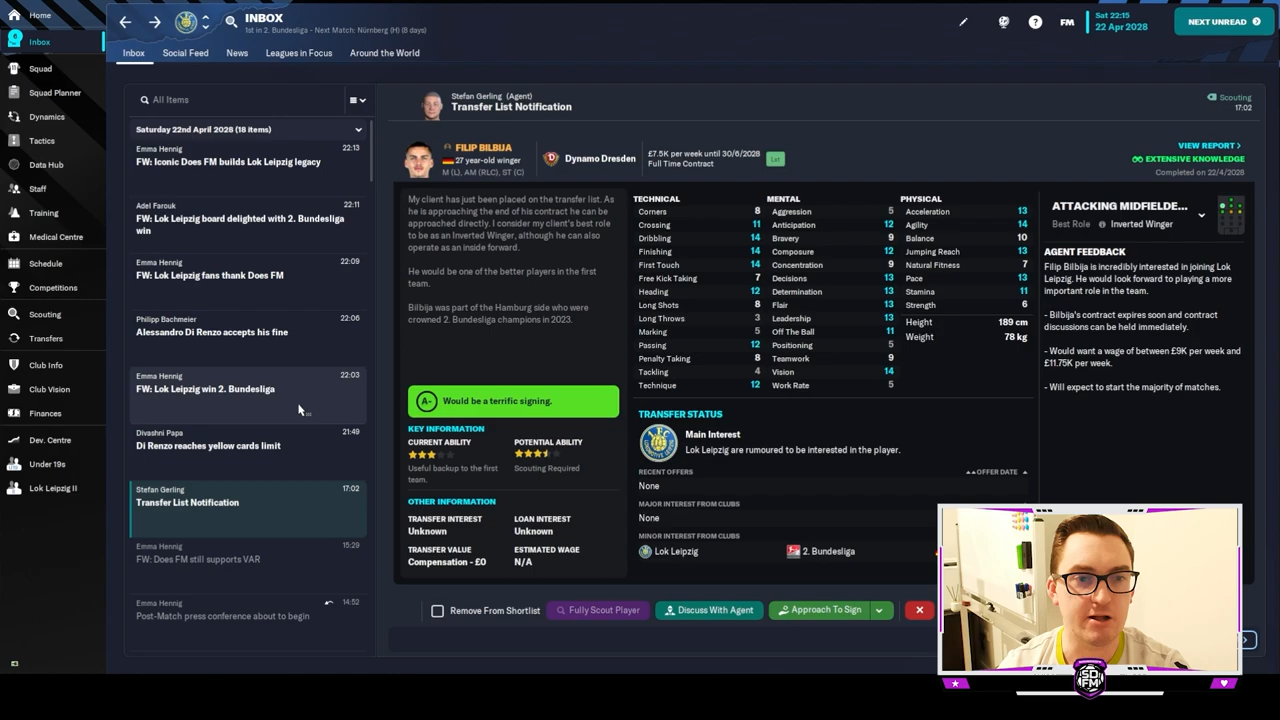 Home
Inbox
6
Squad
Squad Planner
Dynamics
Tactics
Data Hub
Staff
Training
Medical Centre
Schedule
Competitions
Scouting
Transfers
Club Info
Club Vision
Finances
Dev. Centre
Under 19s
Lok Leipzig II
INBOX
1st in 2. Bundesliga - Next Match: Nürnberg (H) (8 days)
FM
Sat 22:15
22 Apr 2028
NEXT UNREAD
Inbox
Social Feed
News
Leagues in Focus
Around the World
All Items
Saturday 22nd April 2028 (18 items)
Emma Hennig 22:13
FW: Iconic Does FM builds Lok Leipzig legacy
Adel Farouk 22:11
FW: Lok Leipzig board delighted with 2. Bundesliga
win
Emma Hennig 22:09
FW: Lok Leipzig fans thank Does FM
Philipp Bachmeier 22:06
Alessandro Di Renzo accepts his fine
Emma Hennig 22:03
FW: Lok Leipzig win 2. Bundesliga
Divashni Papa 21:49
Di Renzo reaches yellow cards limit
Stefan Gerling 17:02
Transfer List Notification
Emma Hennig 15:29
FW: Does FM still supports VAR
Emma Hennig 14:52
Post-Match press conference about to begin
Stefan Gerling (Agent)
Transfer List Notification
Scouting
17:02
FILIP BILBIJA
27 year-old winger
M (L), AM (RLC), ST (C)
Dynamo Dresden
£7.5K per week until 30/6/2028
Full Time Contract
Lst
VIEW REPORT >
EXTENSIVE KNOWLEDGE
Completed on 22/4/2028
My client has just been placed on the transfer list. As
he is approaching the end of his contract he can be
approached directly. I consider my client's best role
to be as an Inverted Winger, although he can also
operate as an inside forward.
He would be one of the better players in the first
team.
Bilbija was part of the Hamburg side who were
crowned 2. Bundesliga champions in 2023.
A- Would be a terrific signing.
KEY INFORMATION
CURRENT ABILITY
Useful backup to the first
team.
POTENTIAL ABILITY
Scouting Required
OTHER INFORMATION
TRANSFER INTEREST
Unknown
LOAN INTEREST
Unknown
TRANSFER VALUE
Compensation - £0
ESTIMATED WAGE
N/A
TECHNICAL
Corners 8
Crossing 11
Dribbling 14
Finishing 14
First Touch 14
Free Kick Taking 7
Heading 12
Long Shots 8
Long Throws 3
Marking 5
Passing 12
Penalty Taking 8
Tackling 4
Technique 12
MENTAL
Aggression 5
Anticipation 12
Bravery 9
Composure 12
Concentration 9
Decisions 13
Determination 13
Flair 13
Leadership 13
Off The Ball 11
Positioning 5
Teamwork 9
Vision 14
Work Rate 5
PHYSICAL
Acceleration 13
Agility 14
Balance 10
Jumping Reach 13
Natural Fitness 7
Pace 13
Stamina 11
Strength 6
Height 189 cm
Weight 78 kg
TRANSFER STATUS
Main Interest
Lok Leipzig are rumoured to be interested in the player.
RECENT OFFERS
OFFER DATE
None
MAJOR INTEREST FROM CLUBS
None
MINOR INTEREST FROM CLUBS
Lok Leipzig
2. Bundesliga
ATTACKING MIDFIELDE...
Best Role Inverted Winger
AGENT FEEDBACK
Filip Bilbija is incredibly interested in joining Lok
Leipzig. He would look forward to playing a more
important role in the team.
- Bilbija's contract expires soon and contract
discussions can be held immediately.
- Would want a wage of between £9K per week and
£11.75K per week.
- Will expect to start the majority of matches.
Remove From Shortlist
Fully Scout Player
Discuss With Agent
Approach To Sign
SDFM